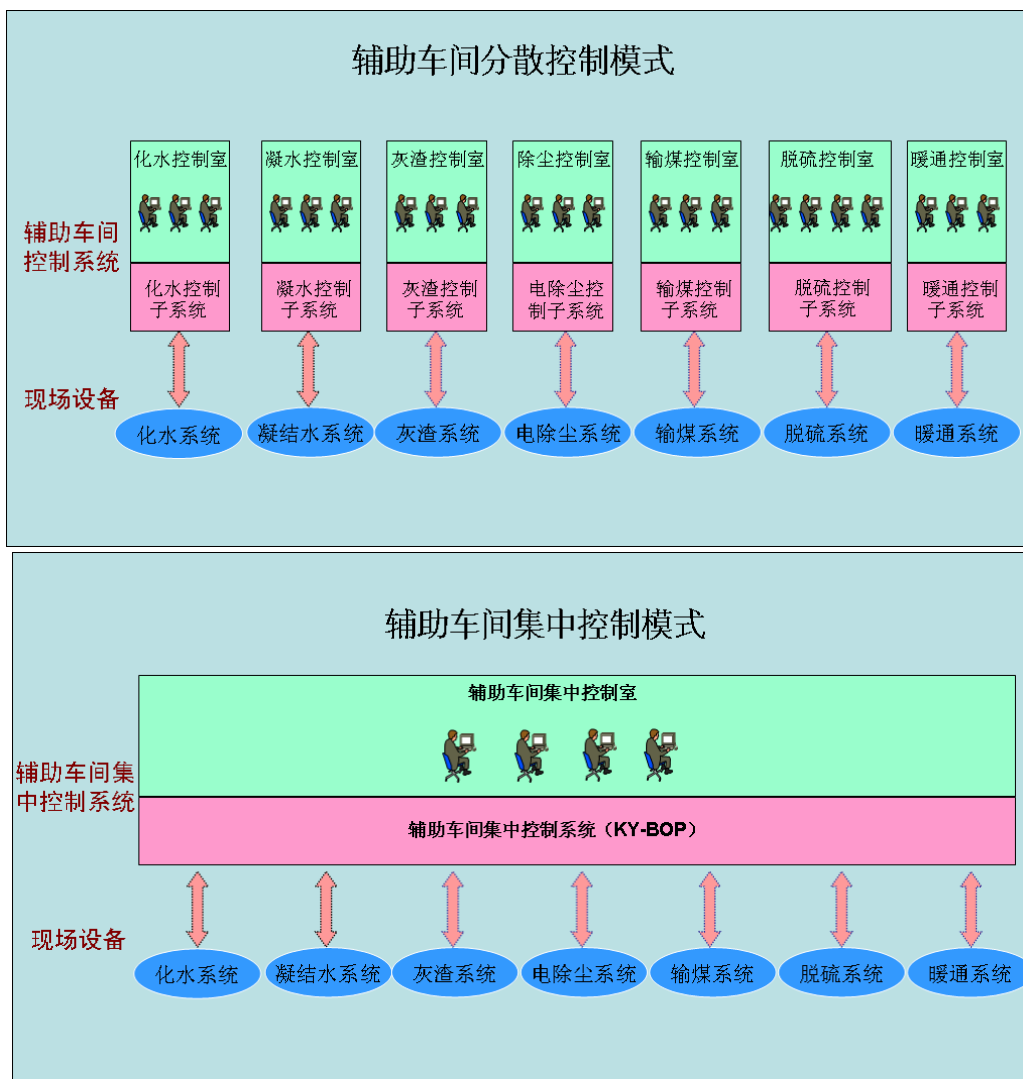 辅助车间分散控制模式
化水控制室
凝水控制室
灰渣控制室
除尘控制室
输煤控制室
脱硫控制室
暖通控制室
辅助车间
控制系统
化水控制
子系统
凝水控制
子系统
灰渣控制
子系统
电除尘控
制子系统
输煤控制
子系统
脱硫控制
子系统
暖通控制
子系统
现场设备
化水系统
凝结水系统
灰渣系统
电除尘系统
输煤系统
脱硫系统
暖通系统
辅助车间集中控制模式
辅助车间集中控制室
辅助车间集
中控制系统
辅助车间集中控制系统（KY-BOP）
现场设备
化水系统
凝结水系统
灰渣系统
电除尘系统
输煤系统
脱硫系统
暖通系统